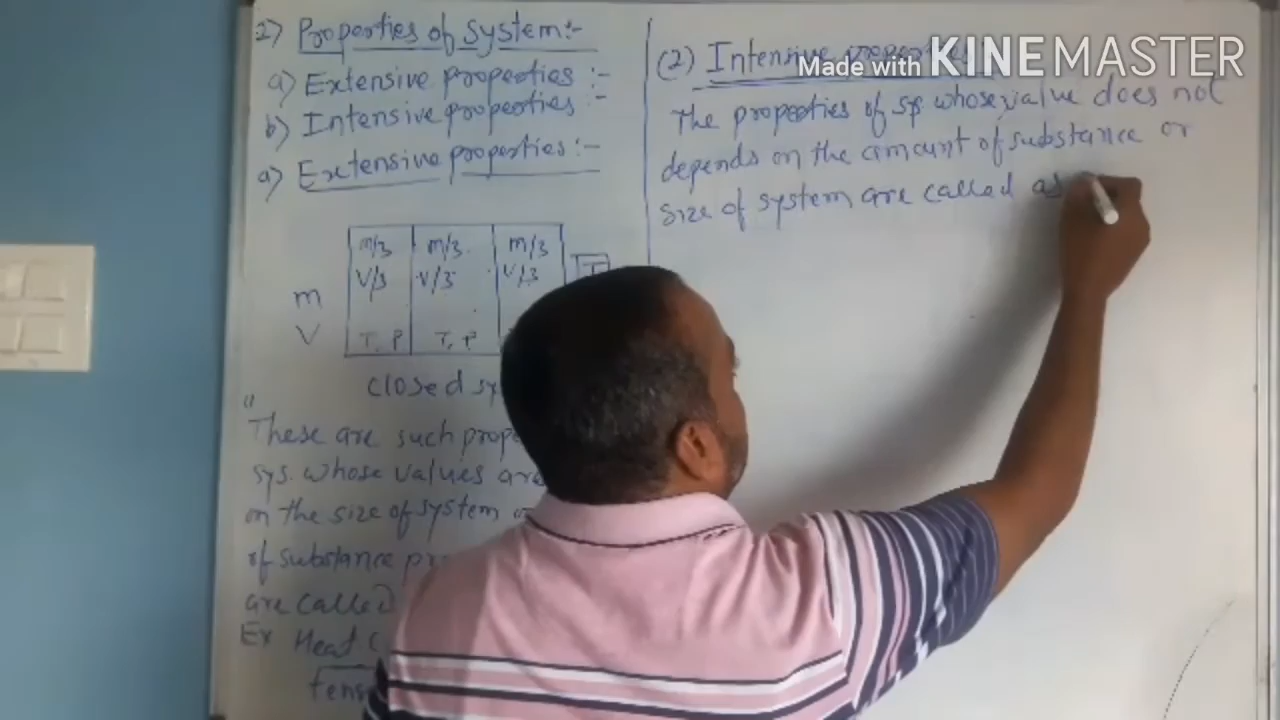 2) Properties of system:-
a) Extensive properties :-
b) Intensive properties :-
a) Extensive properties :-
m/3 m/3 m/3
V/3 V/3 V/3
m
V
T, P T, P
closed
These are such
sys. whose values are
on the size of system
of substance
are called
Ex Heat
(2) Intensive
Made with KINEMASTER
The properties of sys whose value does not
depends on the amount of substance or
size of system are called as